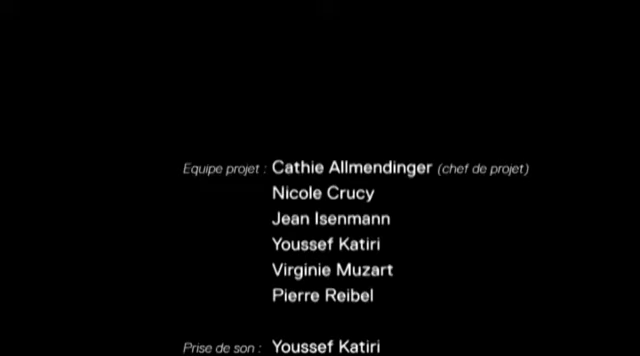 Equipe projet : Cathie Allmendinger (chef de projet)
Nicole Crucy
Jean Isenmann
Youssef Katiri
Virginie Muzart
Pierre Reibel
Prise de son : Youssef Katiri